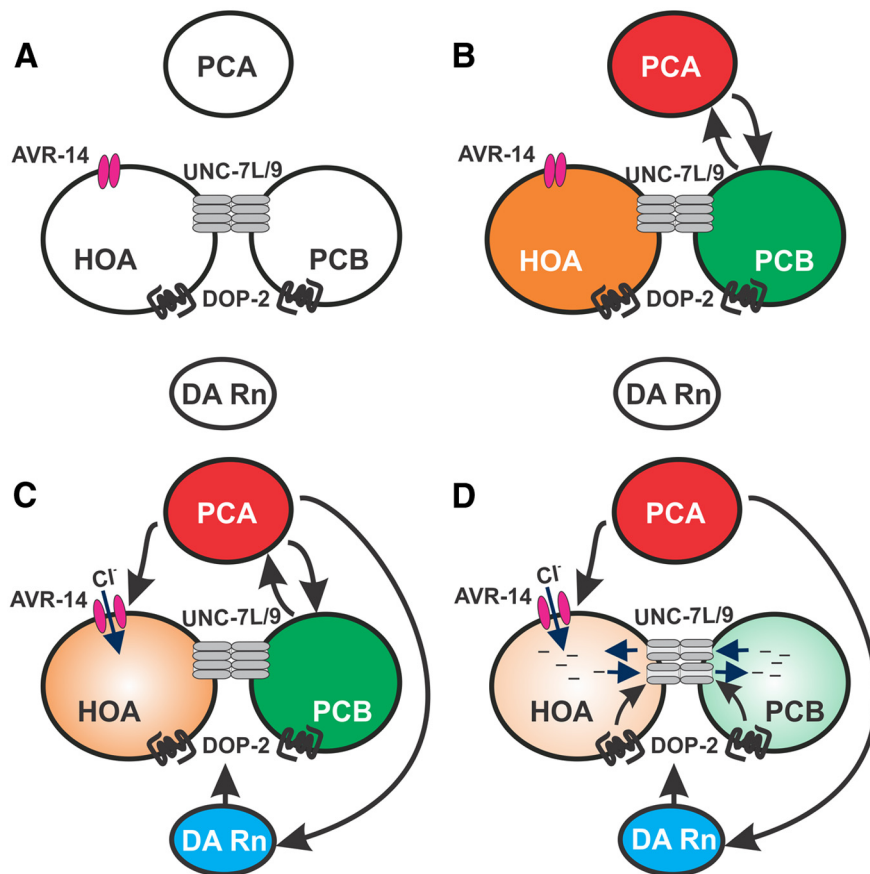 A
PCA
AVR-14
UNC-7L/9
HOA
PCB
DOP-2
DA Rn
B
PCA
AVR-14
UNC-7L/9
HOA
PCB
DOP-2
DA Rn
C
PCA
Cl-
AVR-14
UNC-7L/9
HOA
PCB
DOP-2
DA Rn
D
PCA
Cl-
AVR-14
UNC-7L/9
HOA
PCB
DOP-2
DA Rn